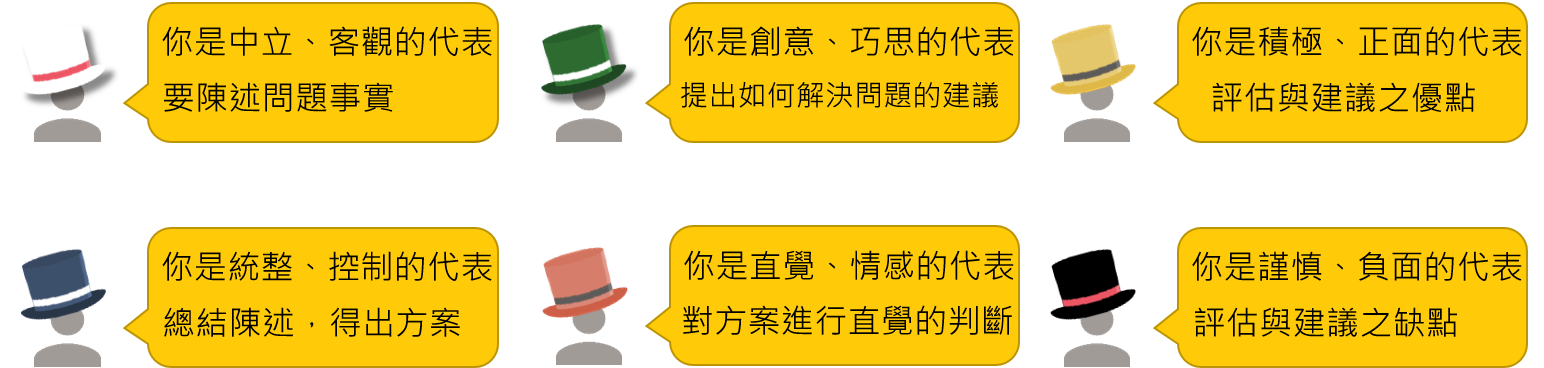 你是中立、客觀的代表
要陳述問題事實
你是創意、巧思的代表
提出如何解決問題的建議
你是積極、正面的代表
評估與建議之優點
你是統整、控制的代表
總結陳述，得出方案
你是直覺、情感的代表
對方案進行直覺的判斷
你是謹慎、負面的代表
評估與建議之缺點